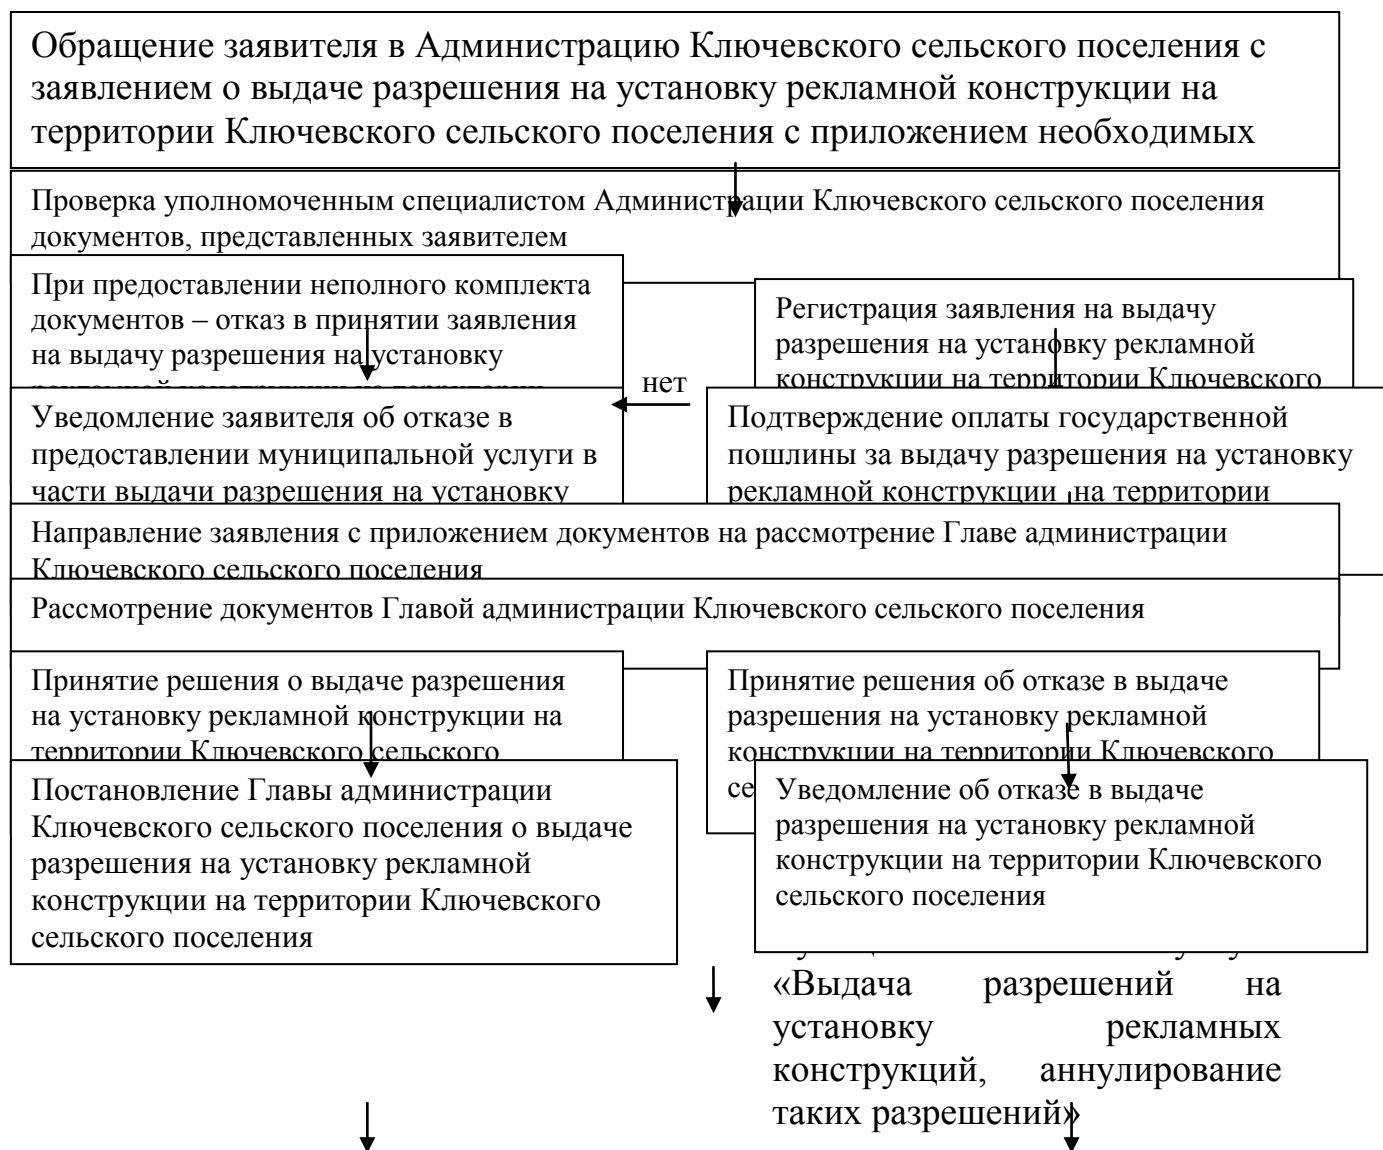 Обращение заявителя в Администрацию Ключевского сельского поселения с
заявлением о выдаче разрешения на установку рекламной конструкции на
территории Ключевского сельского поселения с приложением необходимых
Проверка уполномоченным специалистом Администрации Ключевского сельского поселения
документов, представленных заявителем
При предоставлении неполного комплекта
документов – отказ в принятии заявления
на выдачу разрешения на установку
рекламной конструкции на территории
Регистрация заявления на выдачу
разрешения на установку рекламной
конструкции на территории Ключевского
нет
Уведомление заявителя об отказе в
предоставлении муниципальной услуги в
части выдачи разрешения на установку
Подтверждение оплаты государственной
пошлины за выдачу разрешения на установку
рекламной конструкции на территории
Направление заявления с приложением документов на рассмотрение Главе администрации
Ключевского сельского поселения
Рассмотрение документов Главой администрации Ключевского сельского поселения
Принятие решения о выдаче разрешения
на установку рекламной конструкции на
территории Ключевского сельского
Принятие решения об отказе в выдаче
разрешения на установку рекламной
конструкции на территории Ключевского
се
Постановление Главы администрации
Ключевского сельского поселения о выдаче
разрешения на установку рекламной
конструкции на территории Ключевского
сельского поселения
Уведомление об отказе в выдаче
разрешения на установку рекламной
конструкции на территории Ключевского
сельского поселения
«Выдача разрешений на
установку рекламных
конструкций, аннулирование
таких разрешений»